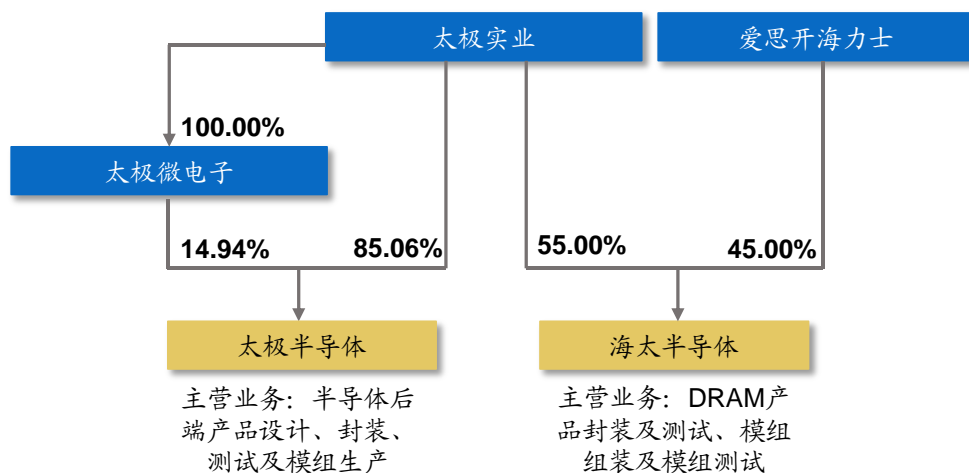 太极实业
爱思开海力士
100.00%
太极微电子
14.94%
85.06%
55.00%
45.00%
太极半导体
海太半导体
主营业务：半导体后
端产品设计、封装、
测试及模组生产
主营业务：DRAM产
品封装及测试、模组
组装及模组测试